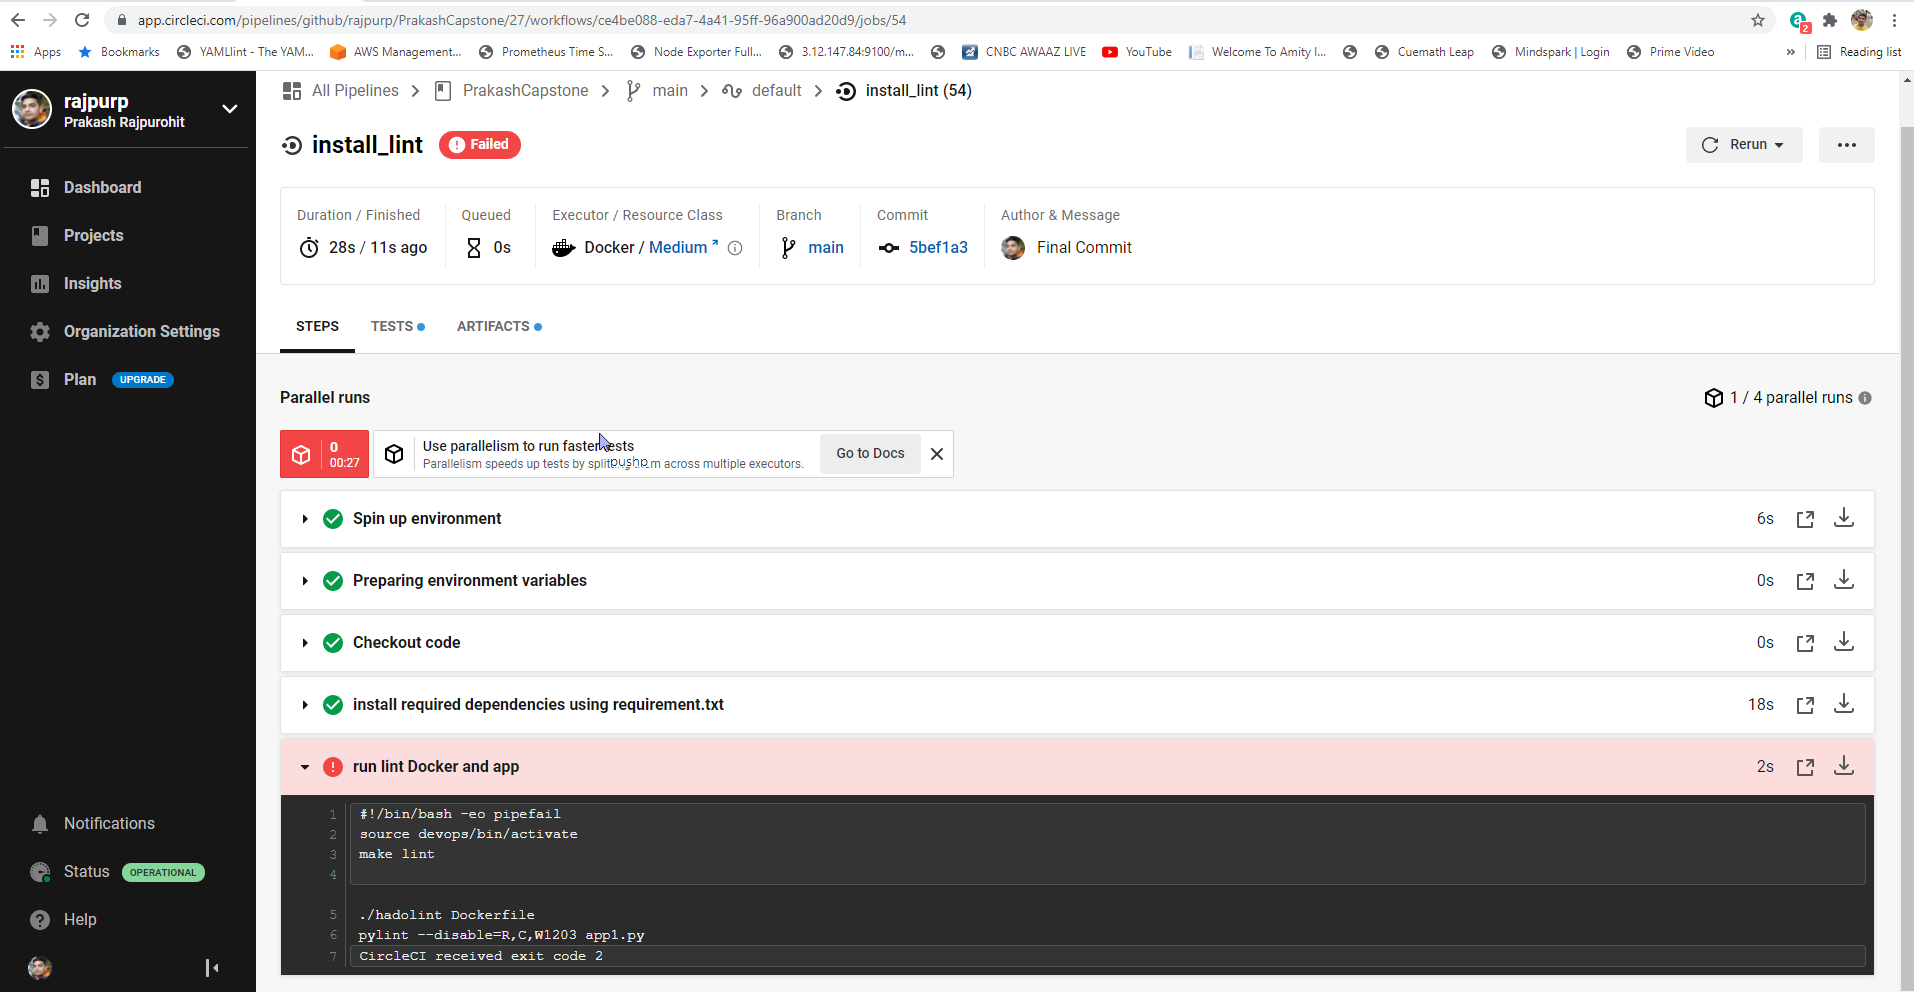 app.circleci.com/pipelines/github/rajpurp/PrakashCapstone/27/workflows/ce4be088-eda7-4a41-95ff-96a900ad20d9/jobs/54
2
Apps
Bookmarks
YAMLlint - The YAM...
AWS Management...
Prometheus Time S...
Node Exporter Full...
3.12.147.84:9100/m...
CNBC AWAAZ LIVE
YouTube
Welcome To Amity I...
Cuemath Leap
Mindspark | Login
Prime Video
»
Reading list
rajpurp
Prakash Rajpurohit
Dashboard
Projects
Insights
Organization Settings
Plan UPGRADE
Notifications
Status OPERATIONAL
Help
All Pipelines > PrakashCapstone > main > default > install_lint (54)
install_lint Failed
Rerun
Duration / Finished
28s / 11s ago
Queued
0s
Executor / Resource Class
Docker / Medium
Branch
main
Commit
5bef1a3
Author & Message
Final Commit
STEPS TESTS ARTIFACTS
Parallel runs
1 / 4 parallel runs
0
00:27
Use parallelism to run faster tests
Parallelism speeds up tests by across multiple executors.
pushp
Go to Docs
Spin up environment 6s
Preparing environment variables 0s
Checkout code 0s
install required dependencies using requirement.txt 18s
run lint Docker and app 2s
1 #!/bin/bash -eo pipefail
2 source devops/bin/activate
3 make lint
4
5 ./hadolint Dockerfile
6 pylint --disable=R,C,W1203 app1.py
7 CircleCI received exit code 2